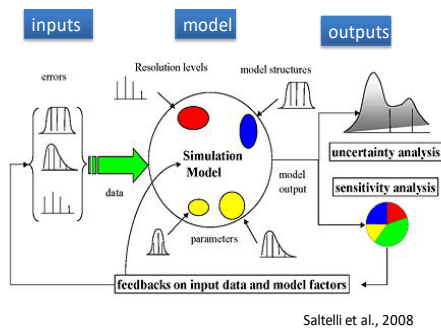 inputs
model
outputs
errors
Resolution levels
model structures
Simulation
Model
data
model
output
parameters
uncertainty analysis
sensitivity analysis
feedbacks on input data and model factors
Saltelli et al., 2008